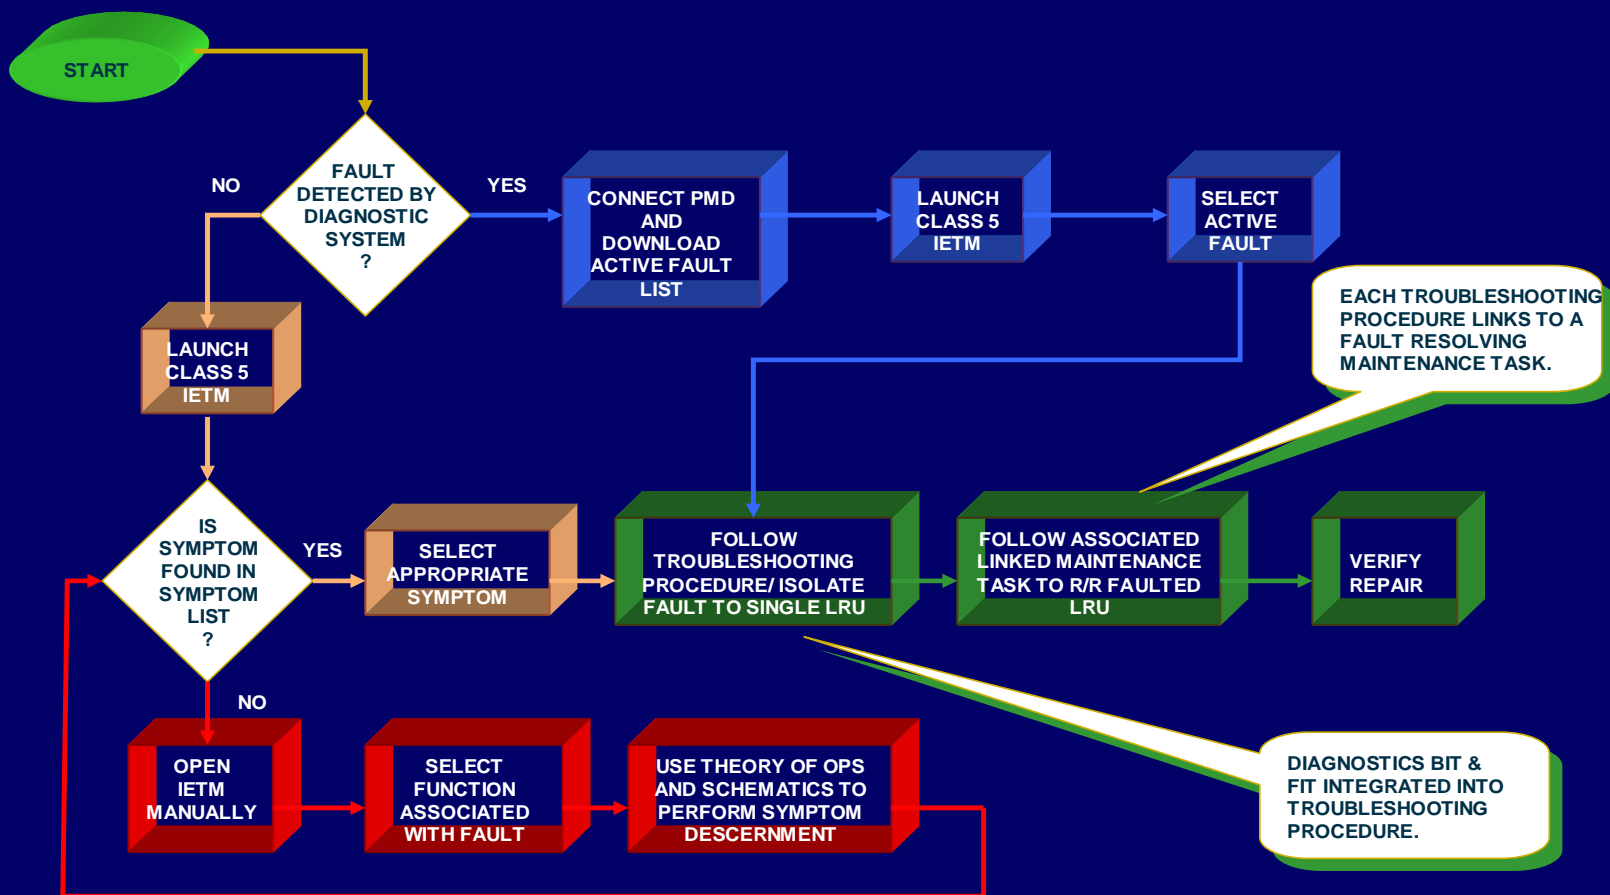 START
FAULT
DETECTED BY
DIAGNOSTIC
SYSTEM
?
NO
YES
CONNECT PMD
AND
DOWNLOAD
ACTIVE FAULT
LIST
LAUNCH
CLASS 5
IETM
SELECT
ACTIVE
FAULT
EACH TROUBLESHOOTING
PROCEDURE LINKS TO A
FAULT RESOLVING
MAINTENANCE TASK.
LAUNCH
CLASS 5
IETM
IS
SYMPTOM
FOUND IN
SYMPTOM
LIST
?
YES
SELECT
APPROPRIATE
SYMPTOM
FOLLOW
TROUBLESHOOTING
PROCEDURE/ ISOLATE
FAULT TO SINGLE LRU
FOLLOW ASSOCIATED
LINKED MAINTENANCE
TASK TO R/R FAULTED
LRU
VERIFY
REPAIR
NO
OPEN
IETM
MANUALLY
SELECT
FUNCTION
ASSOCIATED
WITH FAULT
USE THEORY OF OPS
AND SCHEMATICS TO
PERFORM SYMPTOM
DESCERNMENT
DIAGNOSTICS BIT &
FIT INTEGRATED INTO
TROUBLESHOOTING
PROCEDURE.